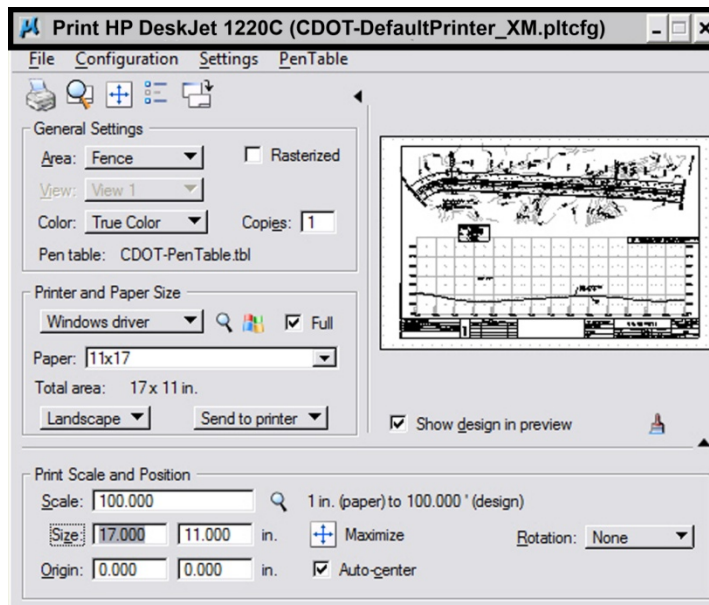 Print HP DeskJet 1220C (CDOT-DefaultPrinter_XM.pltcfg)
File Configuration Settings PenTable
General Settings
Area: Fence Rasterized
View: View 1
Color: True Color Copies: 1
Pen table: CDOT-PenTable.tbl
Printer and Paper Size
Windows driver Full
Paper: 11x17
Total area: 17 x 11 in.
Landscape Send to printer
Show design in preview
Print Scale and Position
Scale: 100.000 1 in. (paper) to 100.000 ' (design)
Size: 17.000 11.000 in. Maximize Rotation: None
Origin: 0.000 0.000 in. Auto-center